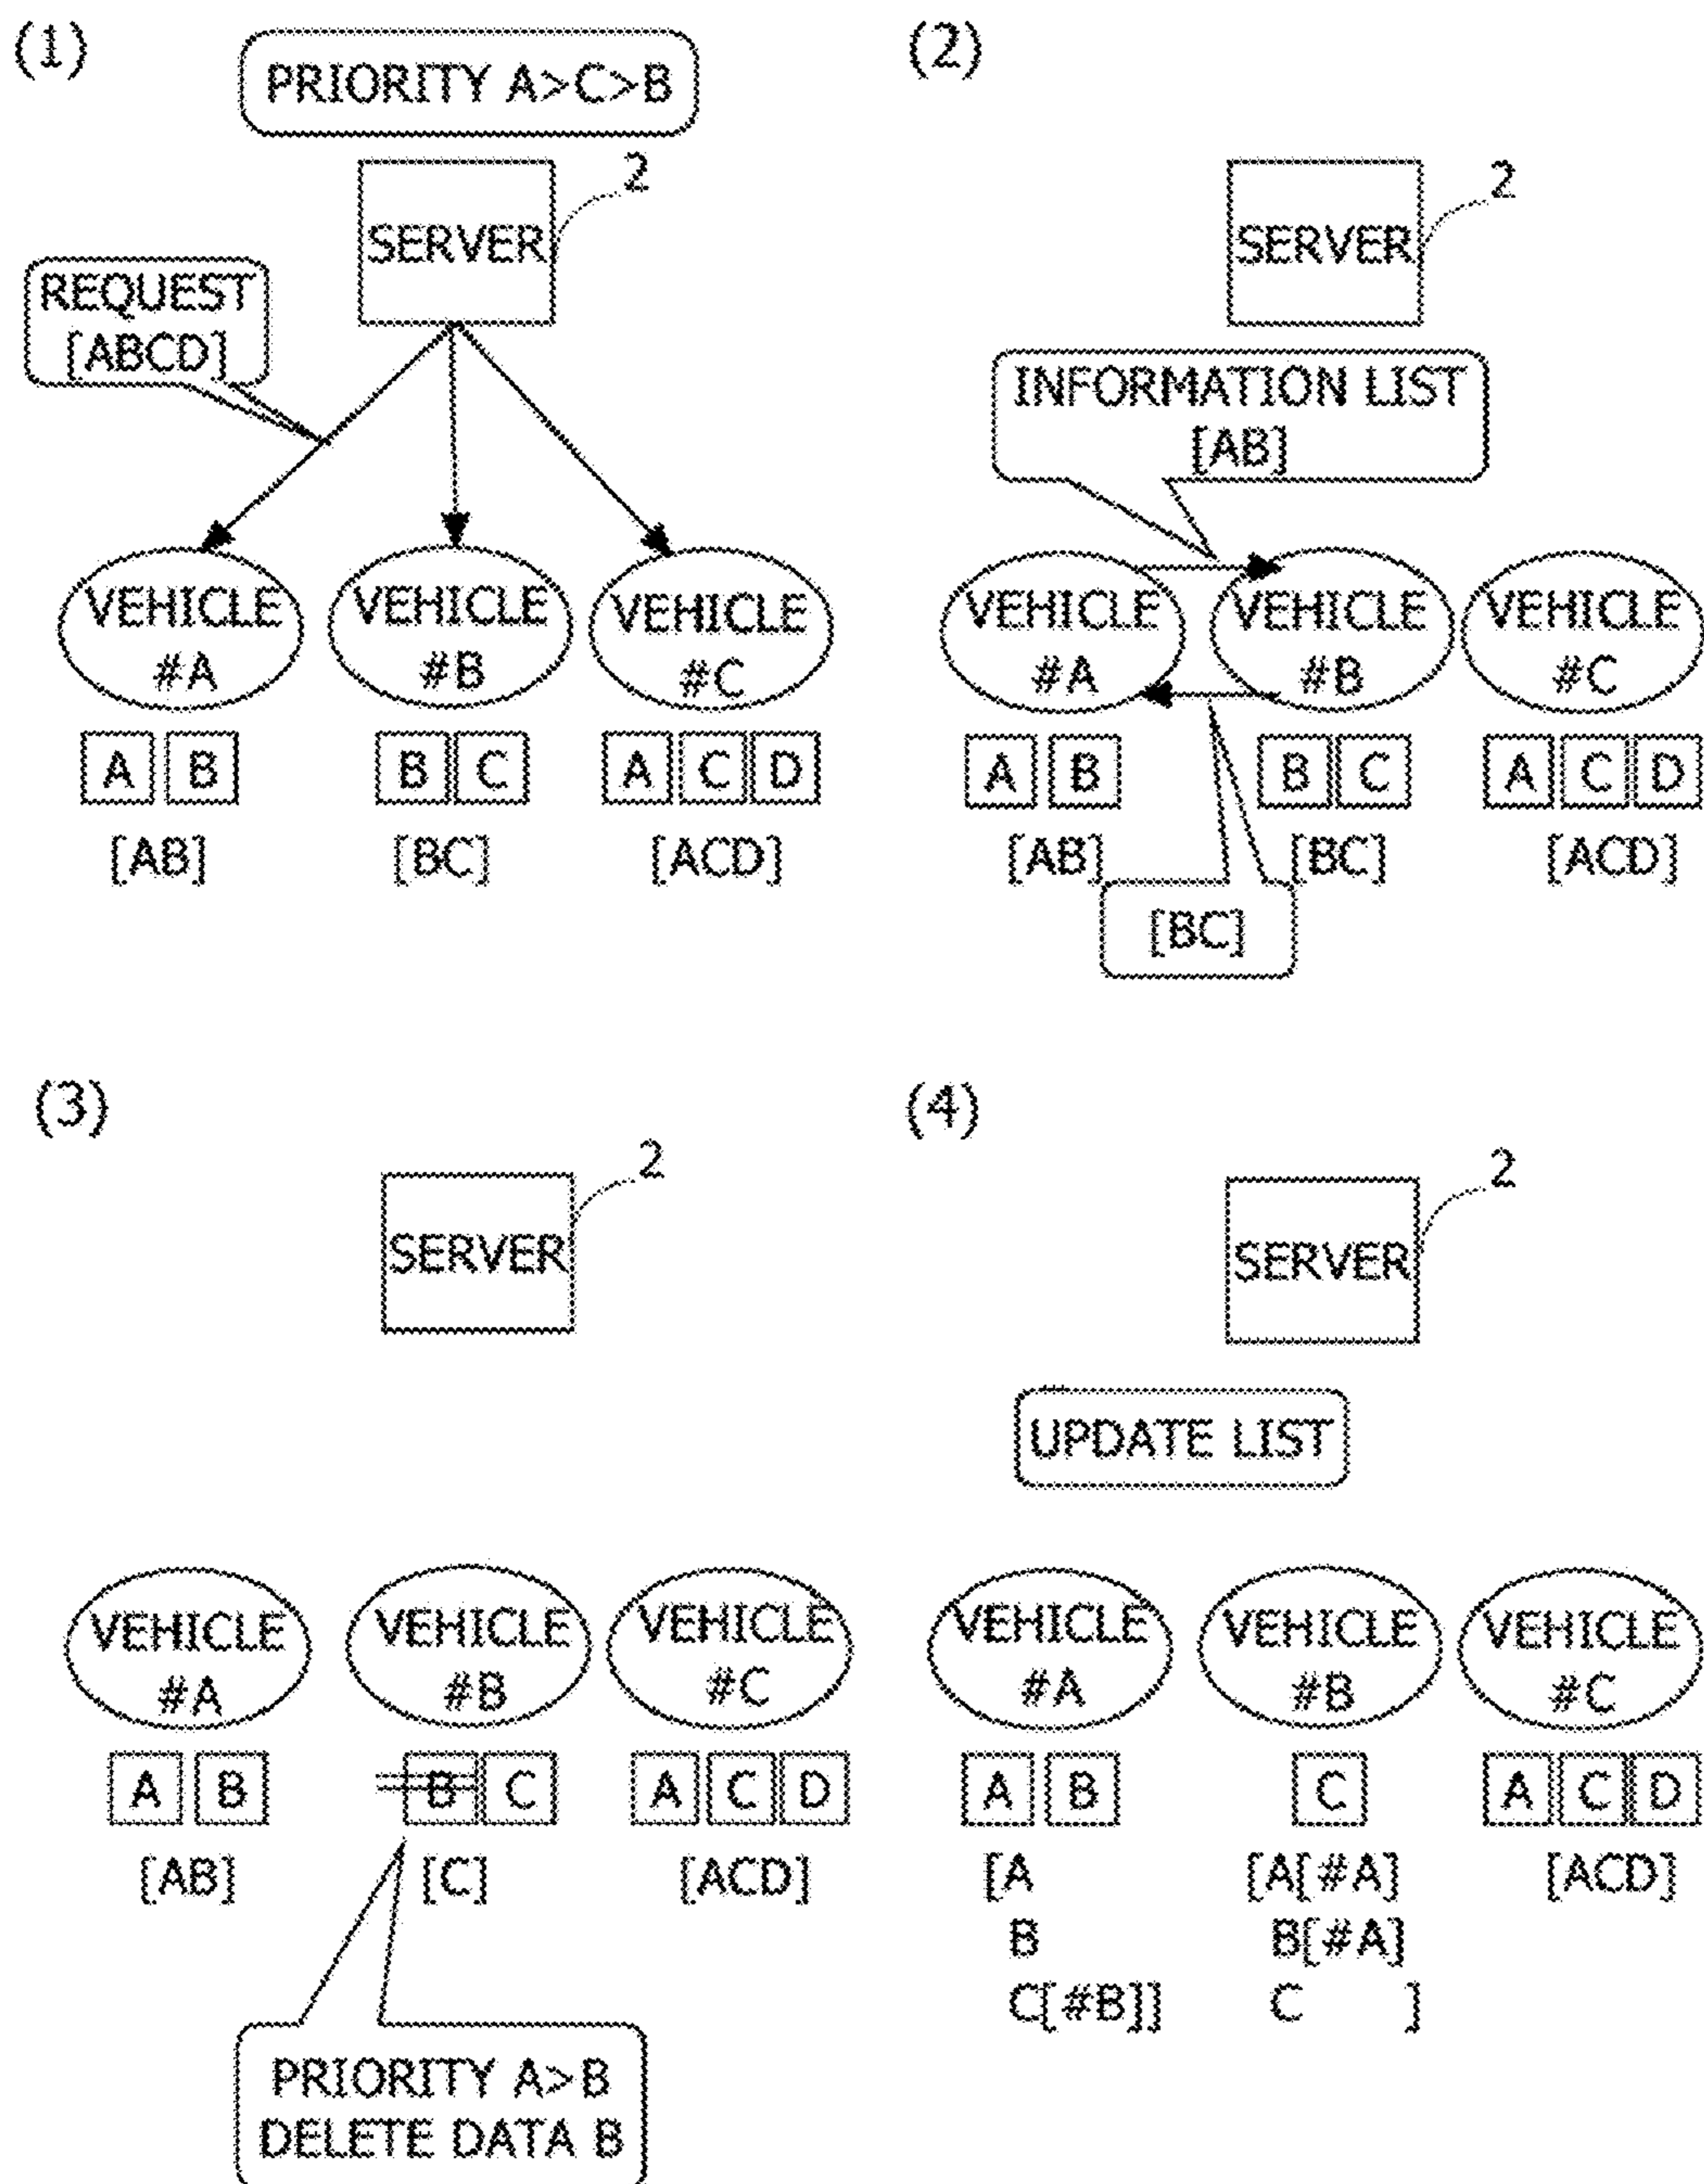 (1)
PRIORITY A>C>B
2
SERVER
REQUEST
[ABCD]
VEHICLE
#A
VEHICLE
#B
VEHICLE
#C
A B
B C
A C D
[AB]
[BC]
[ACD]
(2)
2
SERVER
INFORMATION LIST
[AB]
VEHICLE
#A
VEHICLE
#B
VEHICLE
#C
A B
B C
A C D
[AB]
[BC]
[ACD]
[BC]
(3)
2
SERVER
VEHICLE
#A
VEHICLE
#B
VEHICLE
#C
A B
B C
A C D
[AB]
[C]
[ACD]
PRIORITY A>B
DELETE DATA B
(4)
2
SERVER
UPDATE LIST
VEHICLE
#A
VEHICLE
#B
VEHICLE
#C
A B
C
A C D
[A
B
C[#B]]
[A[#A]
B[#A]
C ]
[ACD]